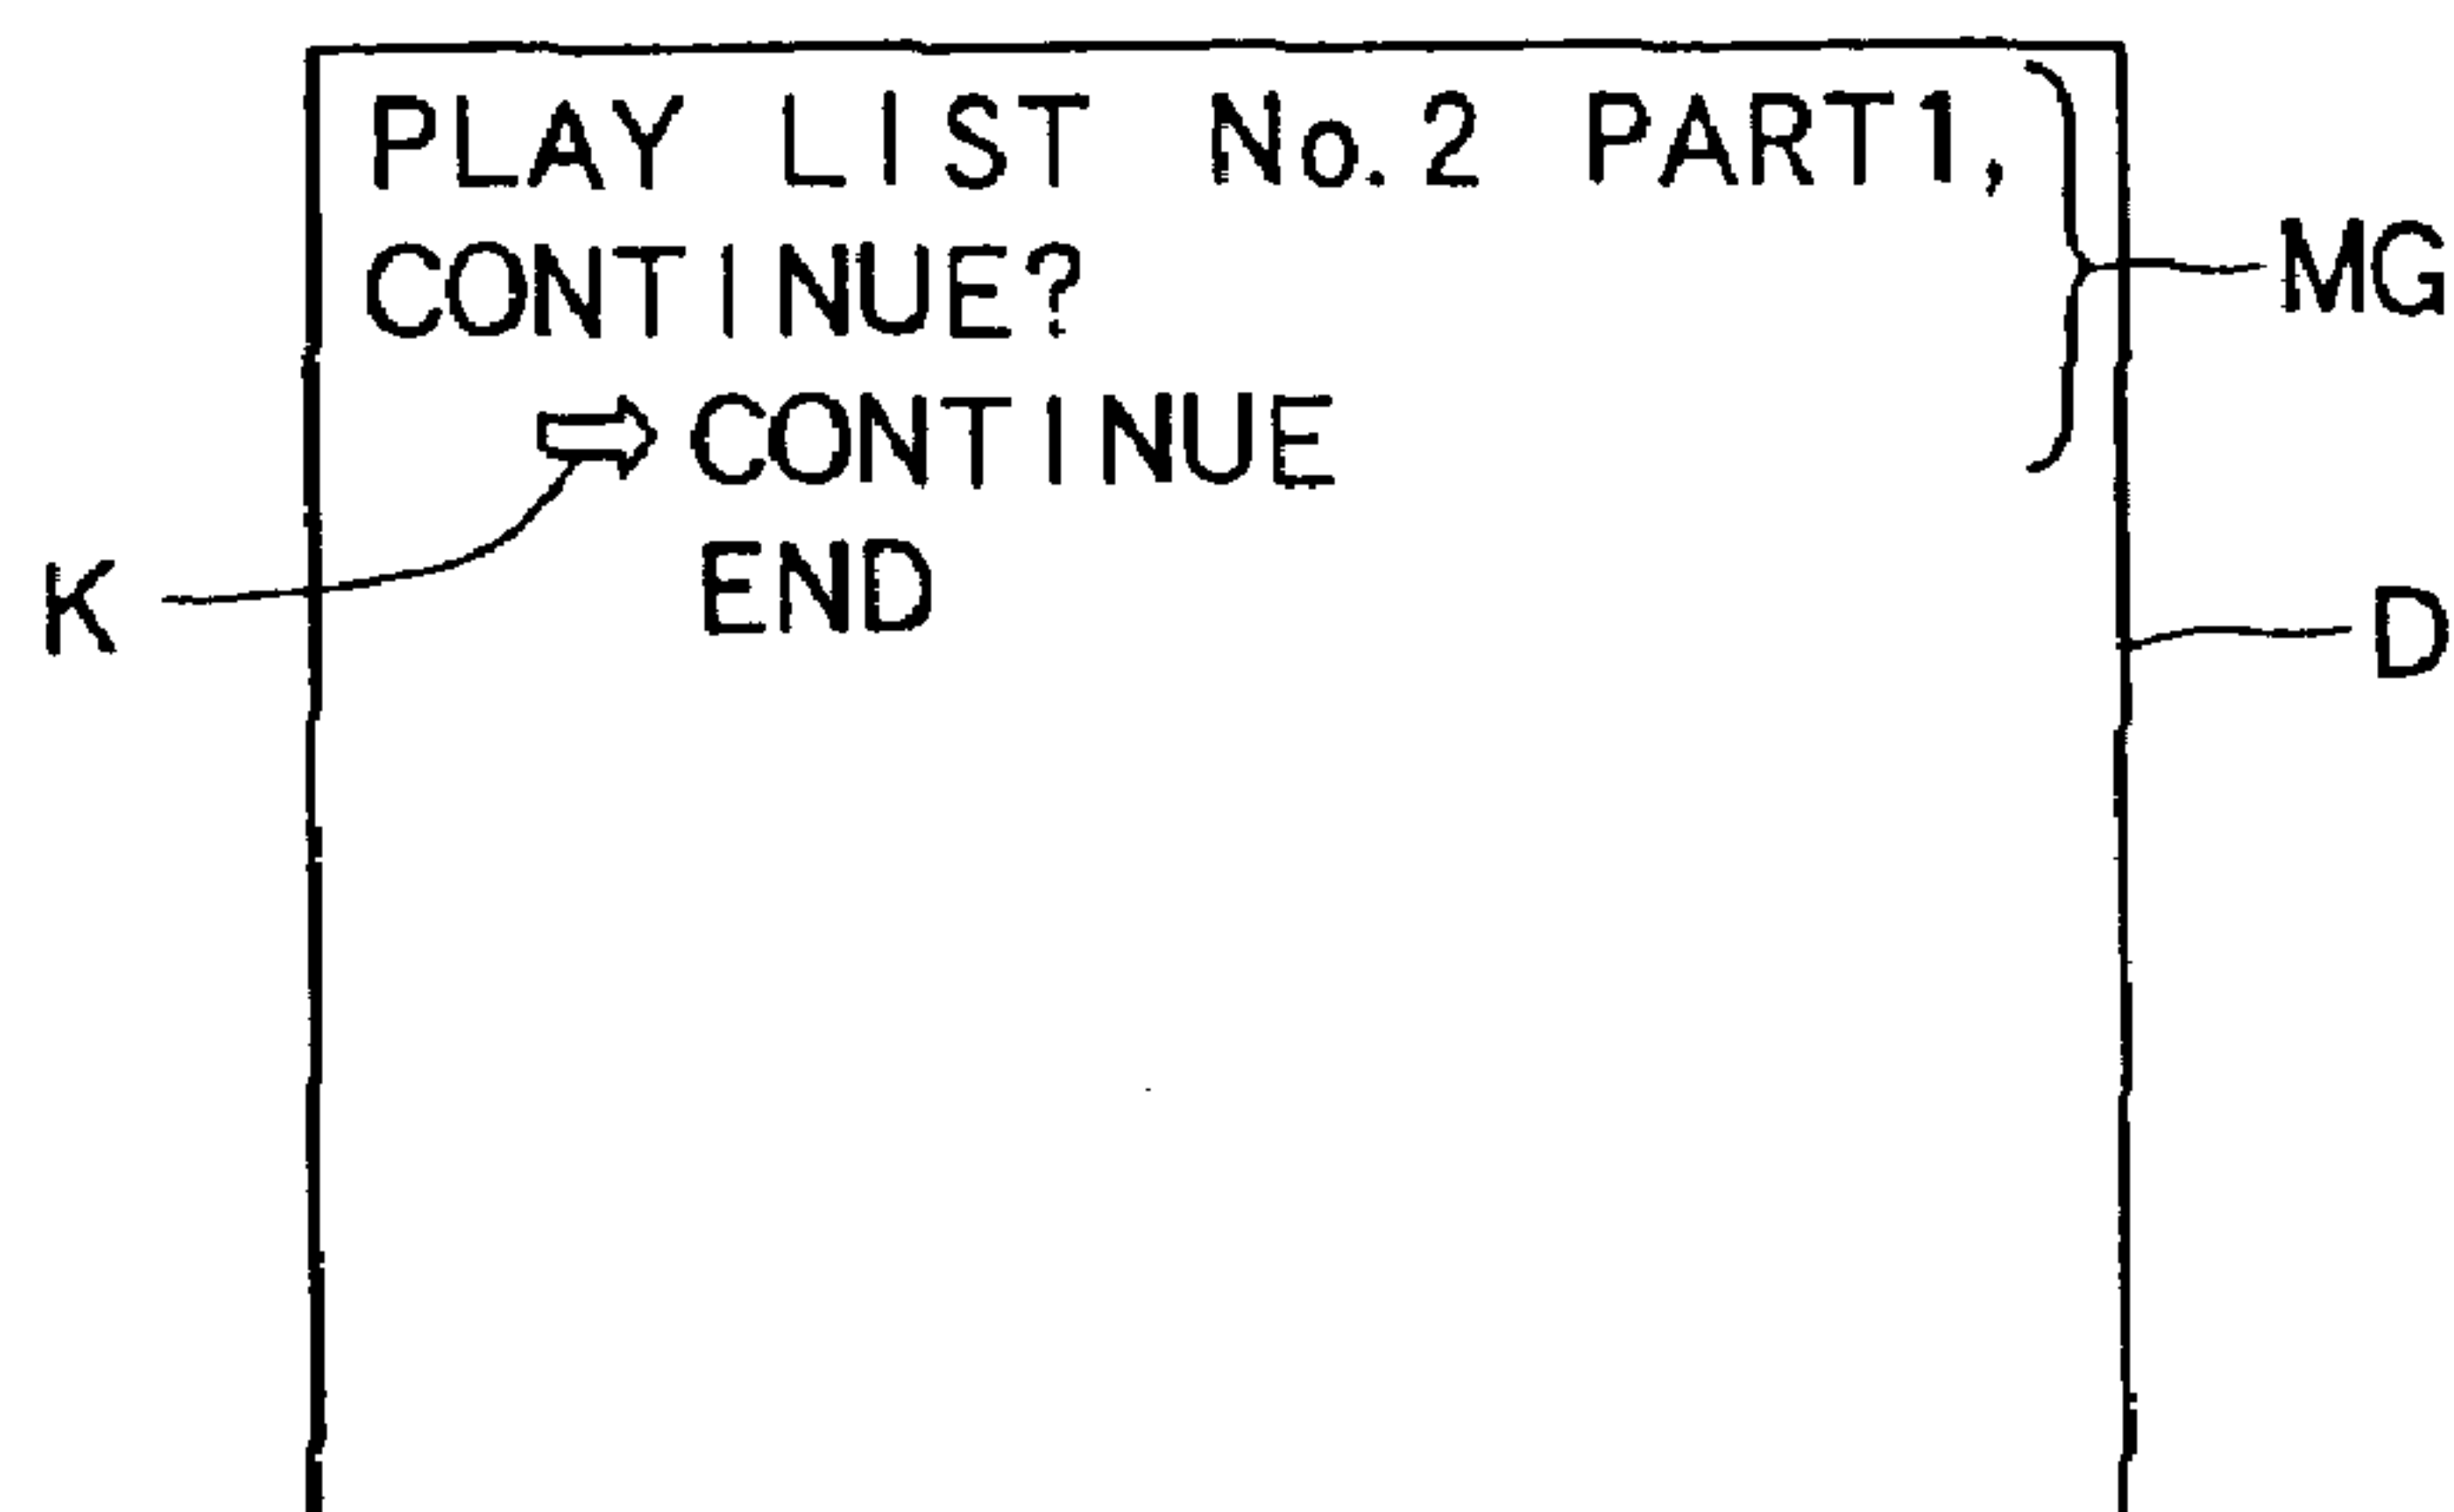 PLAY LIST No.2 PART1,
CONTINUE?
MG
⇨CONTINUE
END
K
D